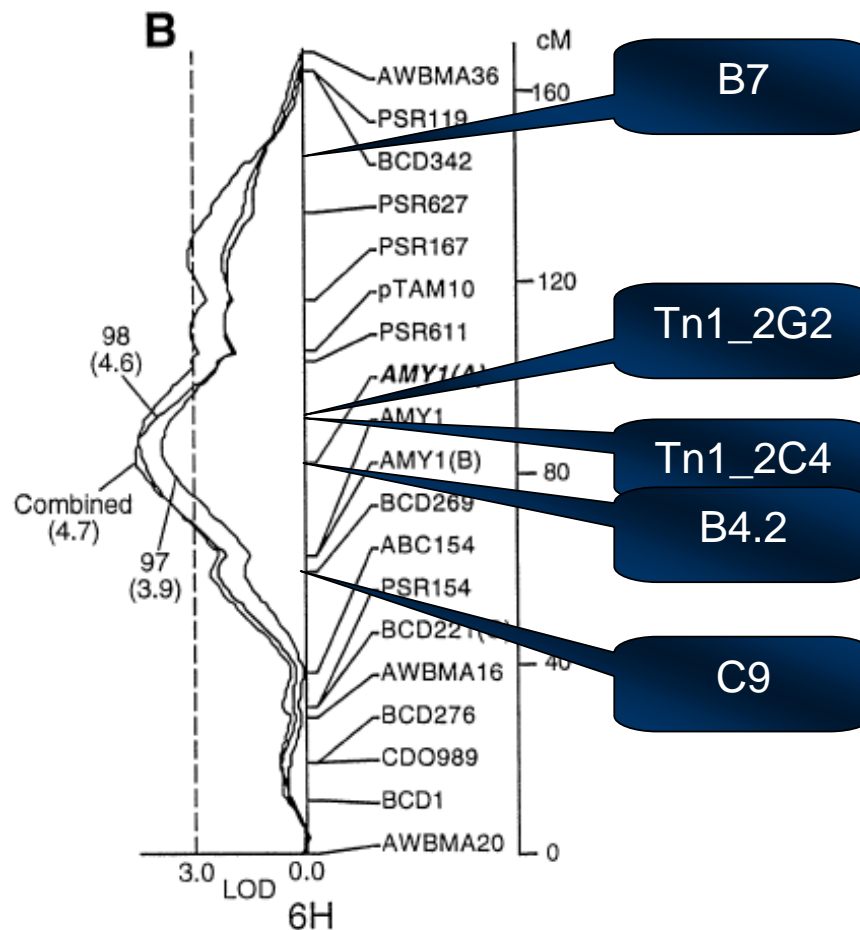 B
cM
AWBMA36
160
PSR119
BCD342
PSR627
PSR167
120
pTAM10
PSR611
AMY1(A)
AMY1
AMY1(B)
80
BCD269
ABC154
PSR154
BCD221(C)
40
AWBMA16
BCD276
CDO989
BCD1
AWBMA20
0
98
(4.6)
Combined
(4.7)
97
(3.9)
3.0
0.0
LOD
6H
B7
Tn1_2G2
Tn1_2C4
B4.2
C9